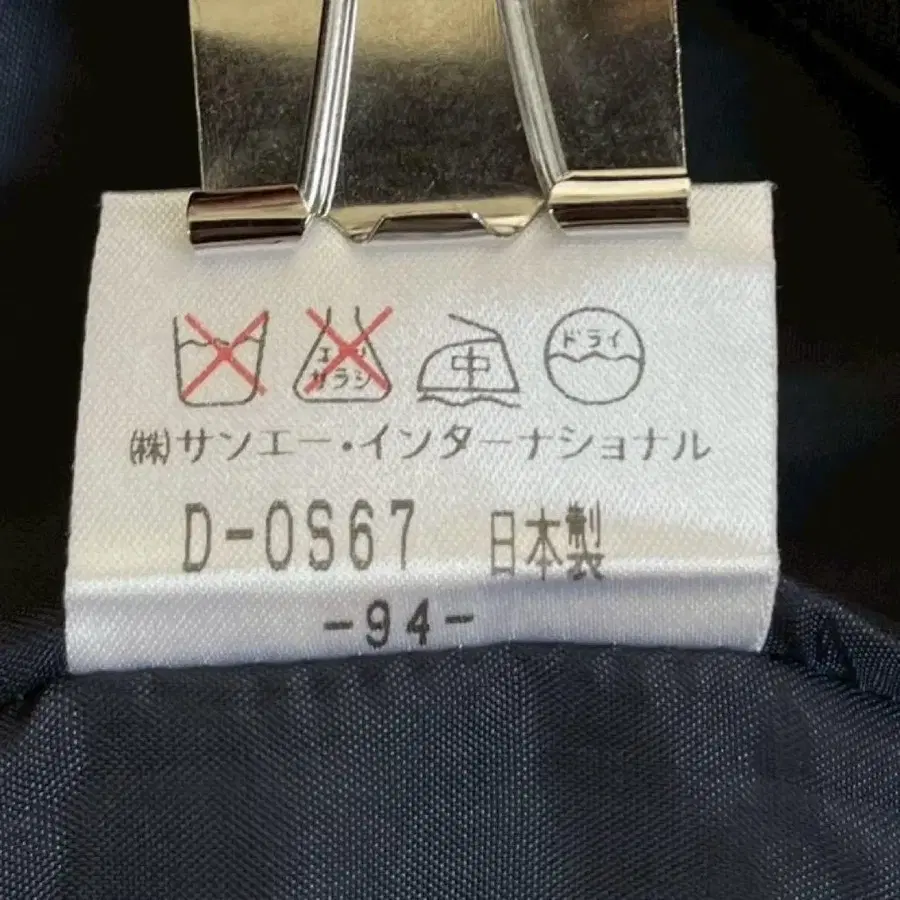 エンソ サラシ 中 ドライ
(株)サンエー・インターナショナル
D-0S67 日本製
-94-